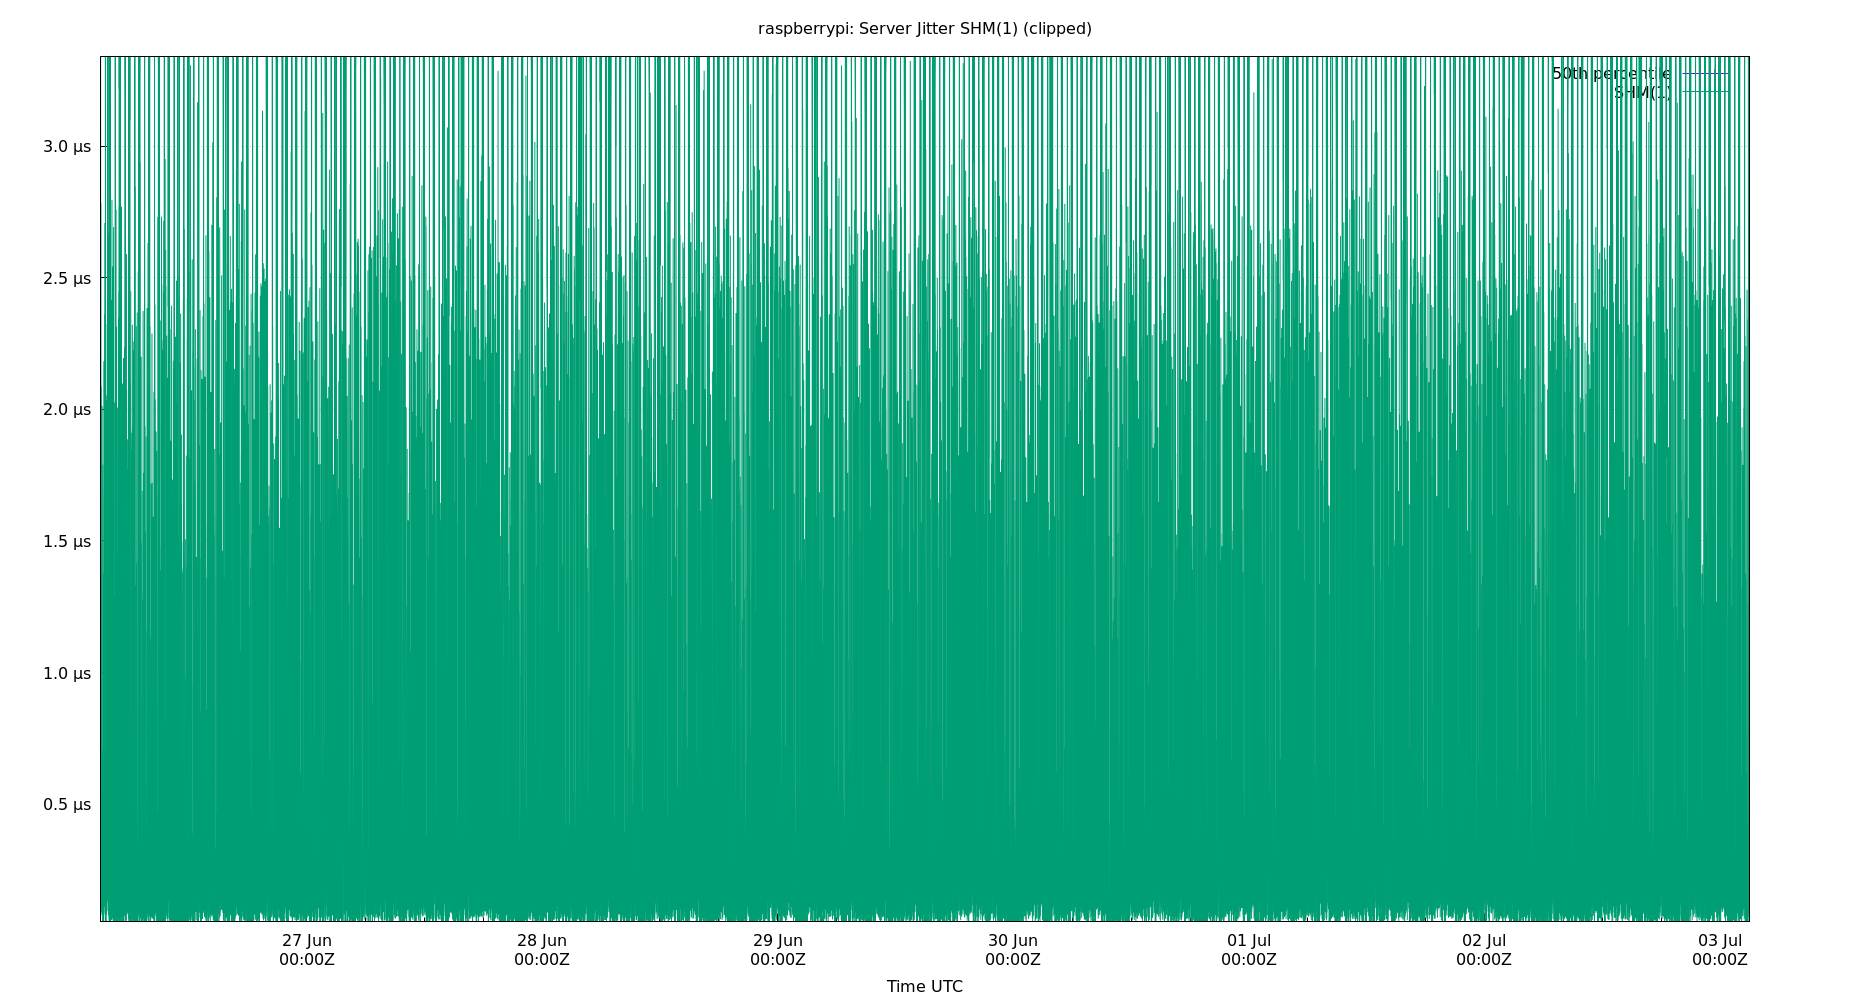 raspberrypi: Server Jitter SHM(1) (clipped)
50th percentile
SHM(1)
3.0 µs
2.5 µs
2.0 µs
1.5 µs
1.0 µs
0.5 µs
27 Jun 28 Jun 29 Jun 30 Jun 01 Jul 02 Jul 03 Jul
00:00Z 00:00Z 00:00Z 00:00Z 00:00Z 00:00Z 00:00Z
Time UTC